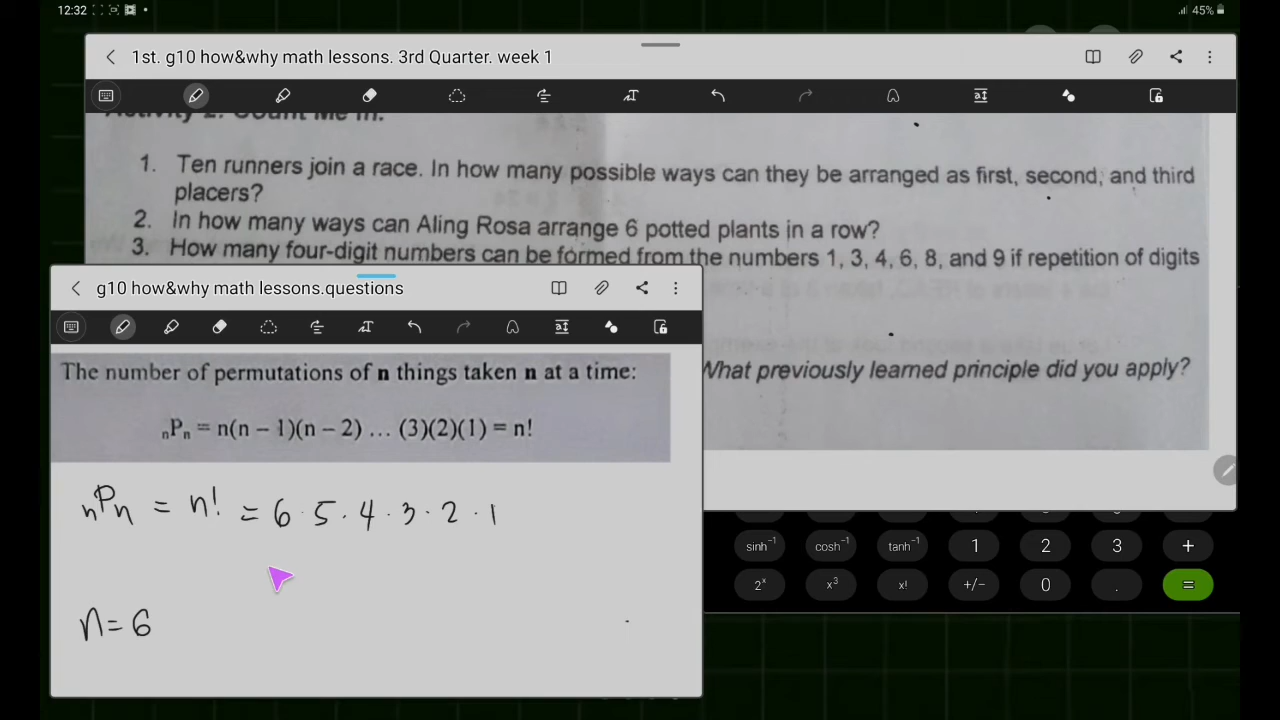 12:32
45%
1st. g10 how&why math lessons. 3rd Quarter. week 1
Activity 2. Count Me In.
1. Ten runners join a race. In how many possible ways can they be arranged as first, second, and third
placers?
2. In how many ways can Aling Rosa arrange 6 potted plants in a row?
3. How many four-digit numbers can be formed from the numbers 1, 3, 4, 6, 8, and 9 if repetition of digits
What previously learned principle did you apply?
g10 how&why math lessons.questions
The number of permutations of n things taken n at a time:
nPn = n(n – 1)(n – 2) ... (3)(2)(1) = n!
nPn = n! = 6 · 5 · 4 · 3 · 2 · 1
n = 6
sinh⁻¹ cosh⁻¹ tanh⁻¹ 1 2 3 +
2ˣ x³ x! +/− 0 . =